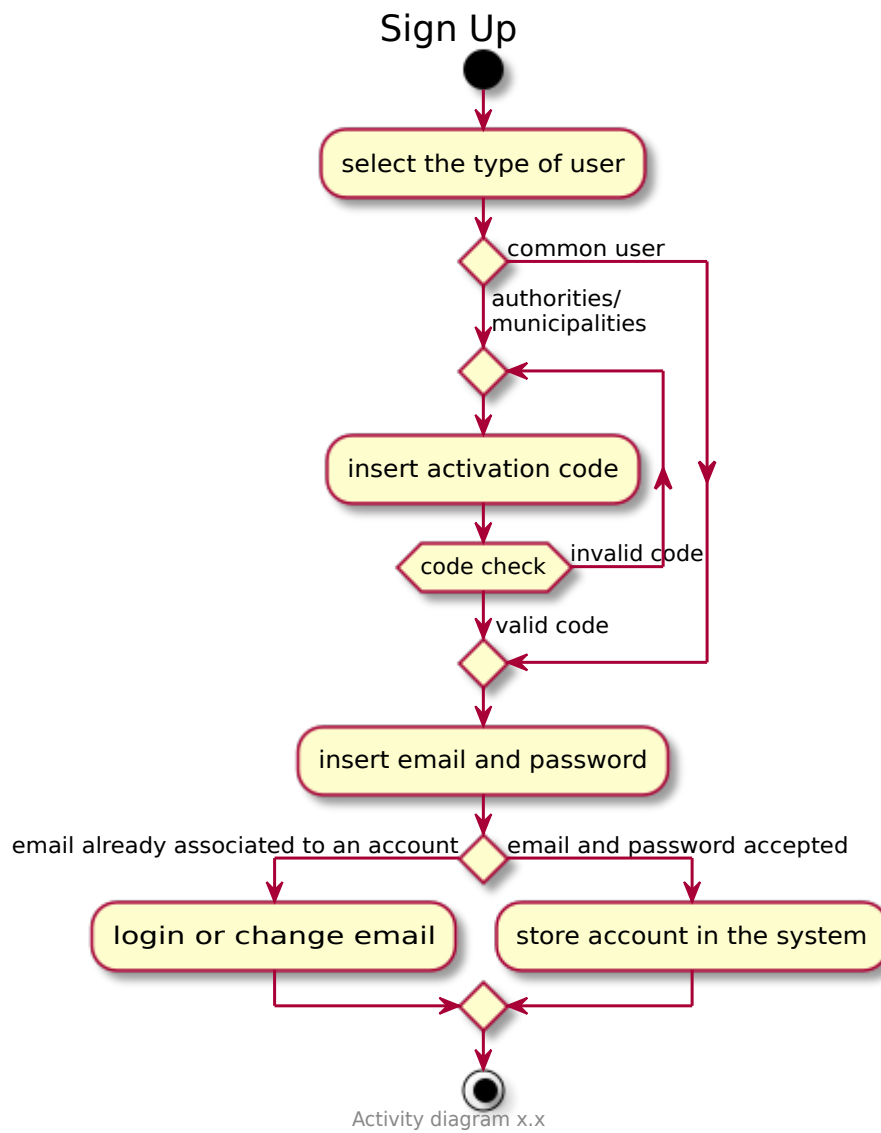 Sign Up
select the type of user
common user
authorities/
municipalities
insert activation code
code check
invalid code
valid code
insert email and password
email already associated to an account
email and password accepted
login or change email
store account in the system
Activity diagram x.x